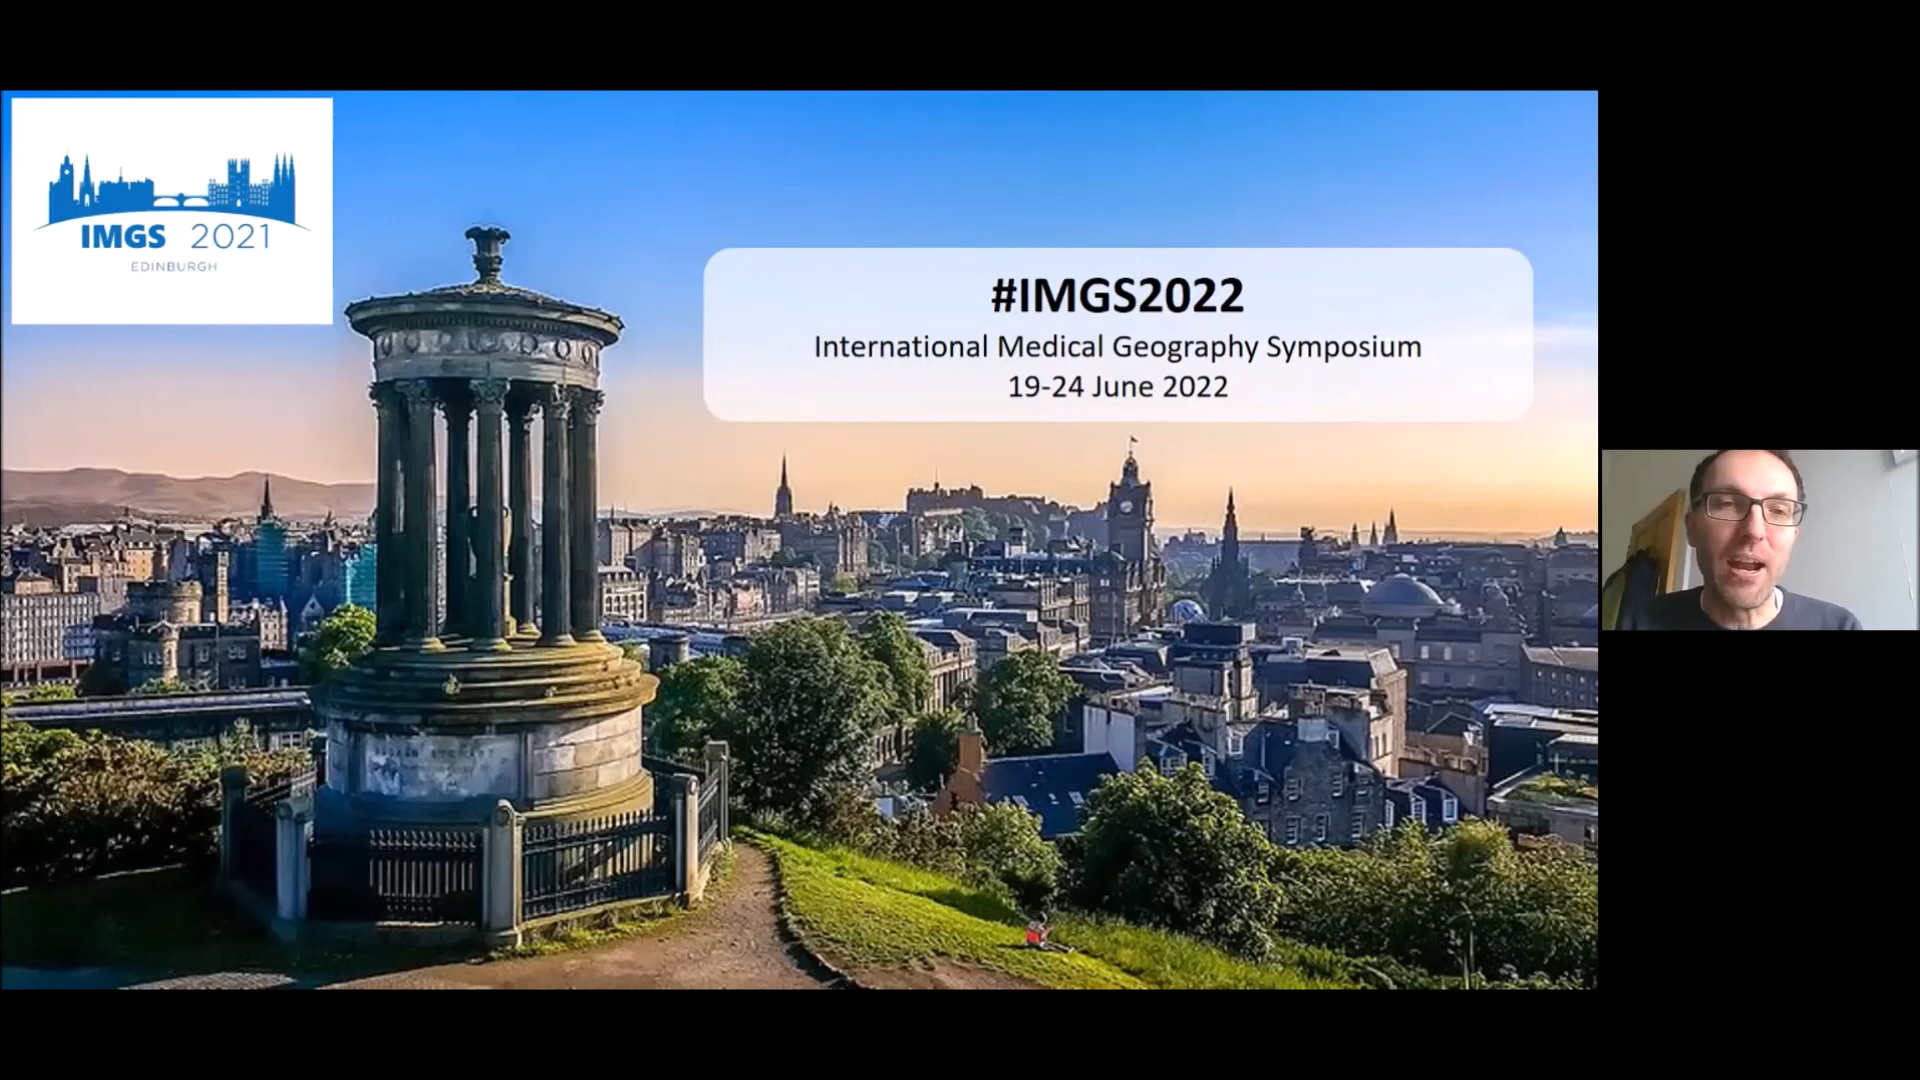 IMGS 2021
EDINBURGH
#IMGS2022
International Medical Geography Symposium
19-24 June 2022